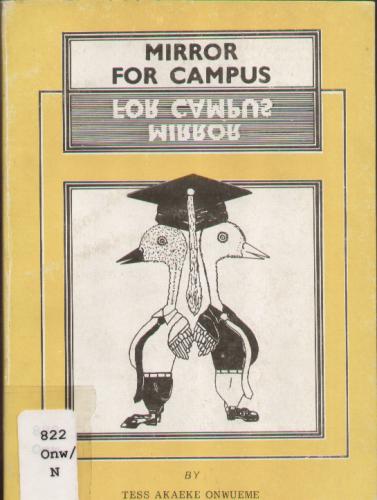 MIRROR
FOR CAMPUS
FOR CAMPUS
MIRROR
822
Onw/
N
BY
TESS AKAEKE ONWUEME